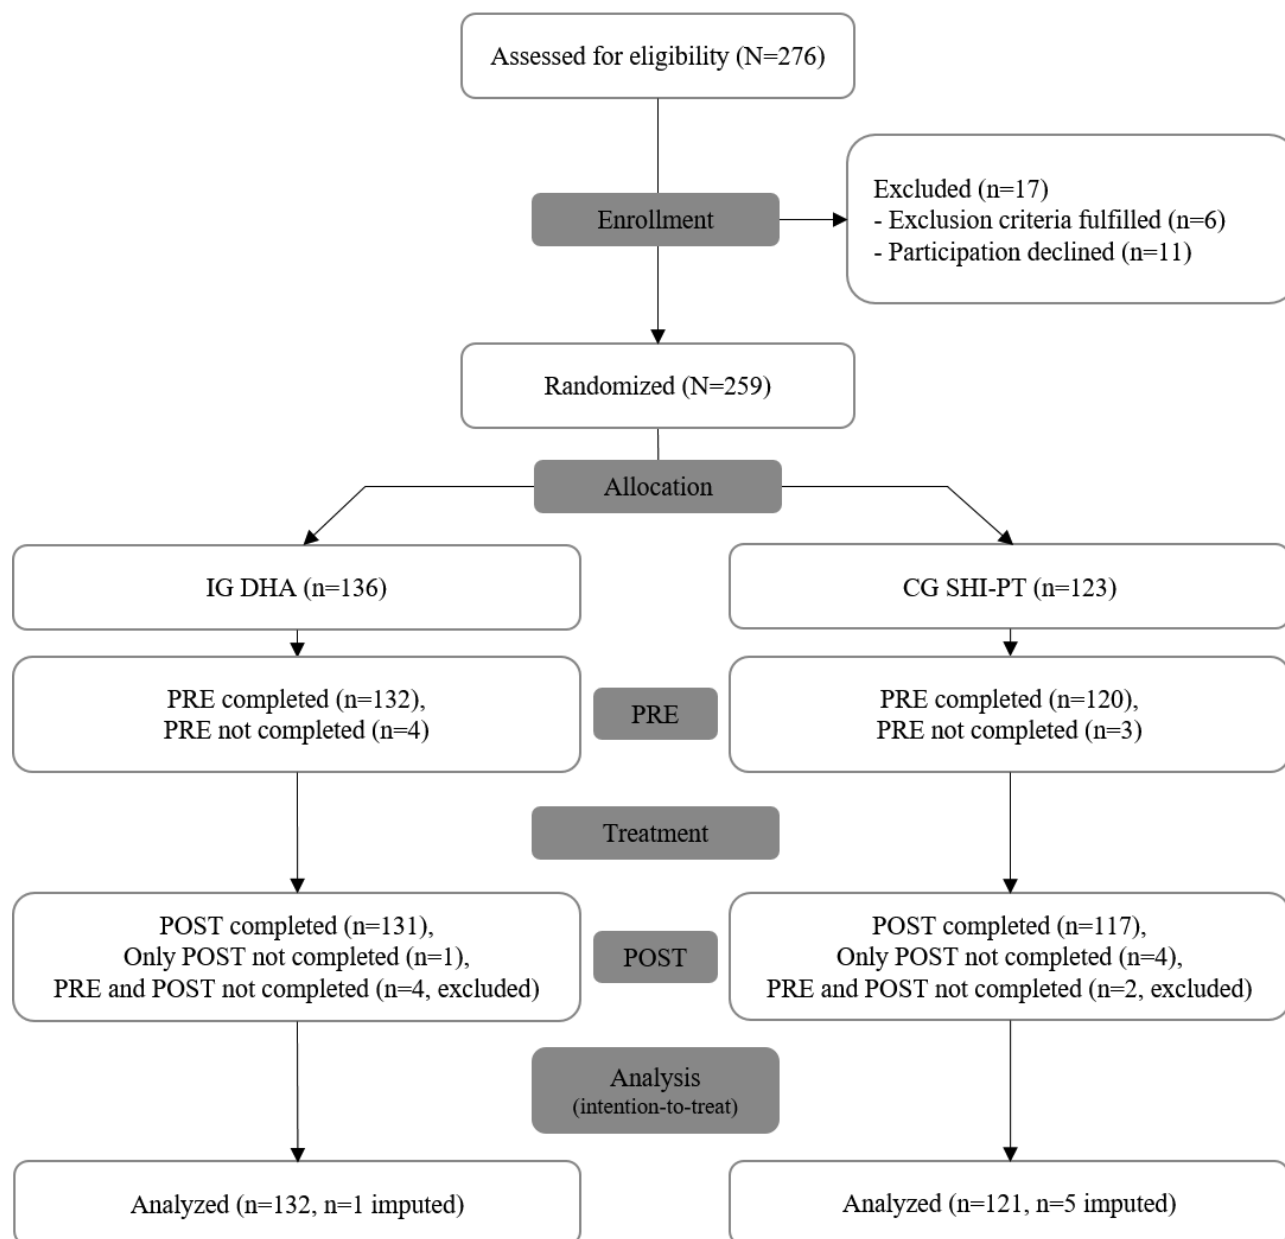 Assessed for eligibility (N=276)
Enrollment
Excluded (n=17)
- Exclusion criteria fulfilled (n=6)
- Participation declined (n=11)
Randomized (N=259)
Allocation
IG DHA (n=136)
CG SHI-PT (n=123)
PRE completed (n=132),
PRE not completed (n=4)
PRE
PRE completed (n=120),
PRE not completed (n=3)
Treatment
POST completed (n=131),
Only POST not completed (n=1),
PRE and POST not completed (n=4, excluded)
POST
POST completed (n=117),
Only POST not completed (n=4),
PRE and POST not completed (n=2, excluded)
Analysis
(intention-to-treat)
Analyzed (n=132, n=1 imputed)
Analyzed (n=121, n=5 imputed)